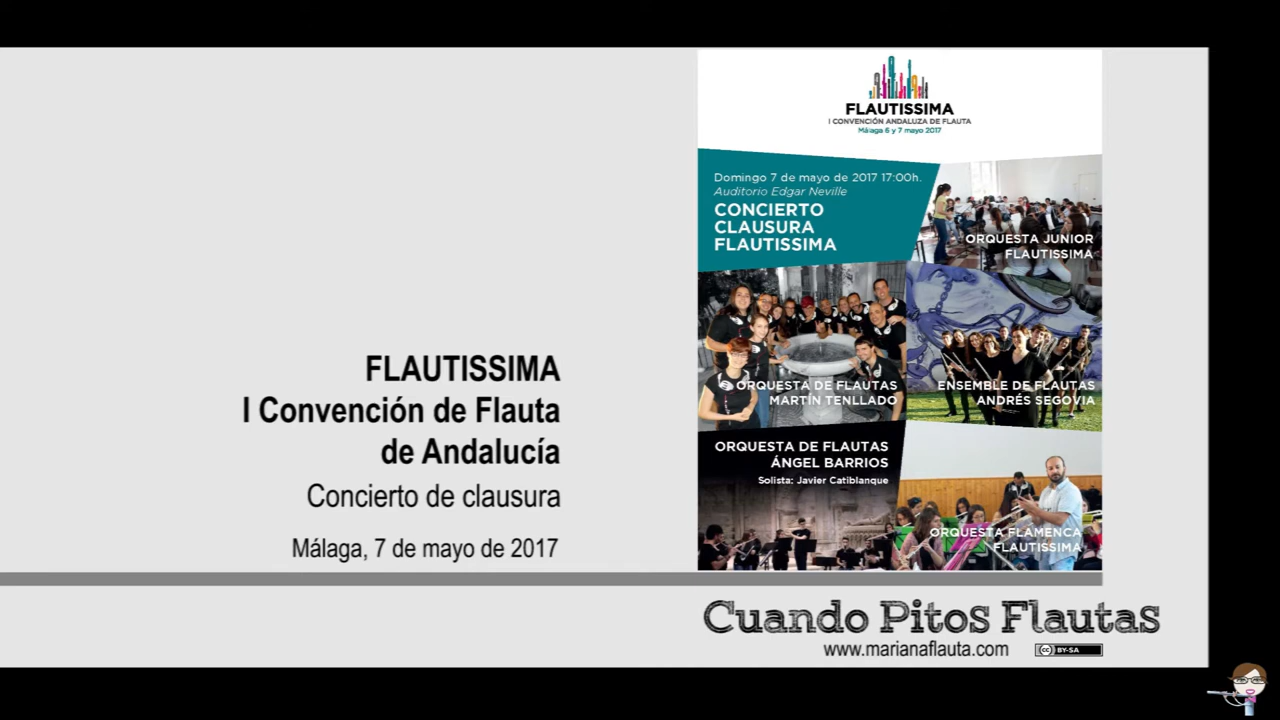 FLAUTISSIMA
I CONVENCIÓN ANDALUZA DE FLAUTA
Málaga 6 y 7 mayo 2017
Domingo 7 de mayo de 2017 17:00h.
Auditorio Edgar Neville
CONCIERTO
CLAUSURA
FLAUTISSIMA
ORQUESTA JUNIOR
FLAUTISSIMA
ORQUESTA DE FLAUTAS
MARTÍN TENLLADO
ENSEMBLE DE FLAUTAS
ANDRÉS SEGOVIA
ORQUESTA DE FLAUTAS
ÁNGEL BARRIOS
Solista: Javier Catiblanque
ORQUESTA FLAMENCA
FLAUTISSIMA
FLAUTISSIMA
I Convención de Flauta
de Andalucía
Concierto de clausura
Málaga, 7 de mayo de 2017
Cuando Pitos Flautas
www.marianaflauta.com
cc BY-SA